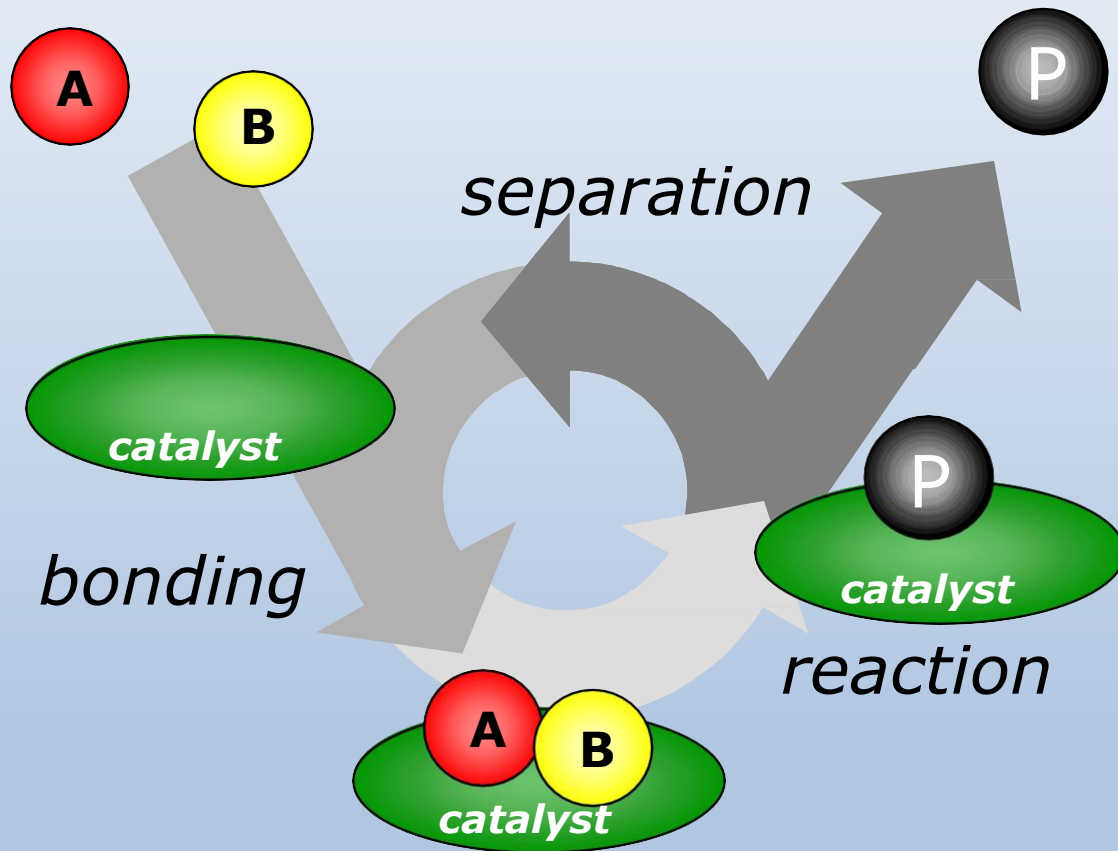 A
B
P
separation
catalyst
bonding
P
catalyst
reaction
A
B
catalyst